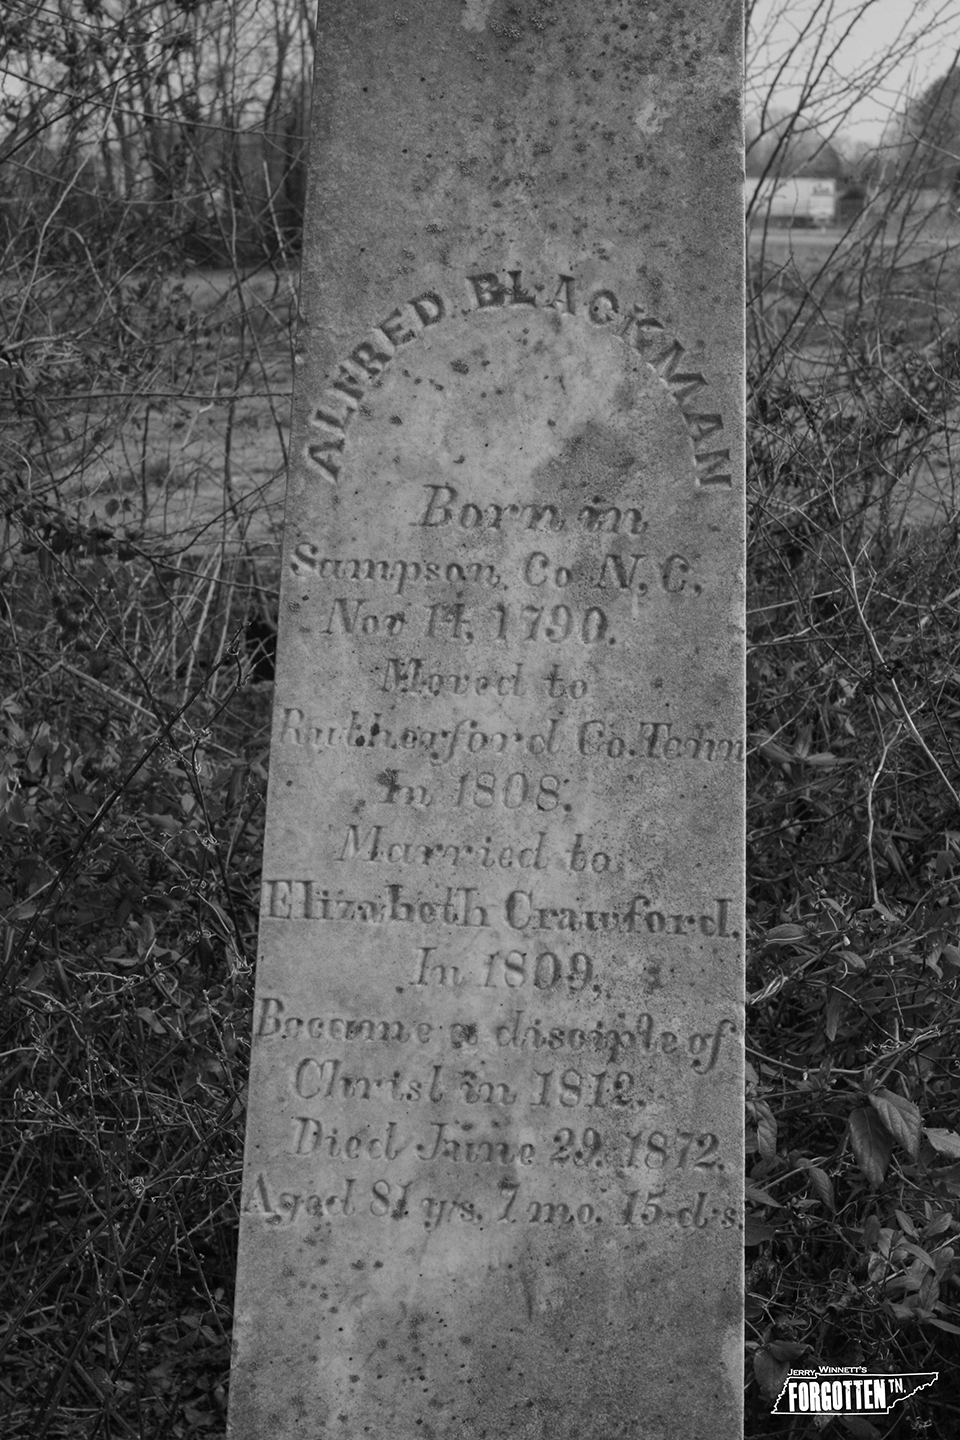 ALFRED BLACKMAN
Born in
Sampson Co N, C,
Nov 14, 1790.
Moved to
Rutherford Co. Tenn
In 1808.
Married to
Elizabeth Crawford.
In 1809.
Became a disciple of
Christ in 1812.
Died June 29. 1872.
Aged 81 ys. 7 mo. 15 ds.
JERRY WINNETT'S
FORGOTTEN TN.